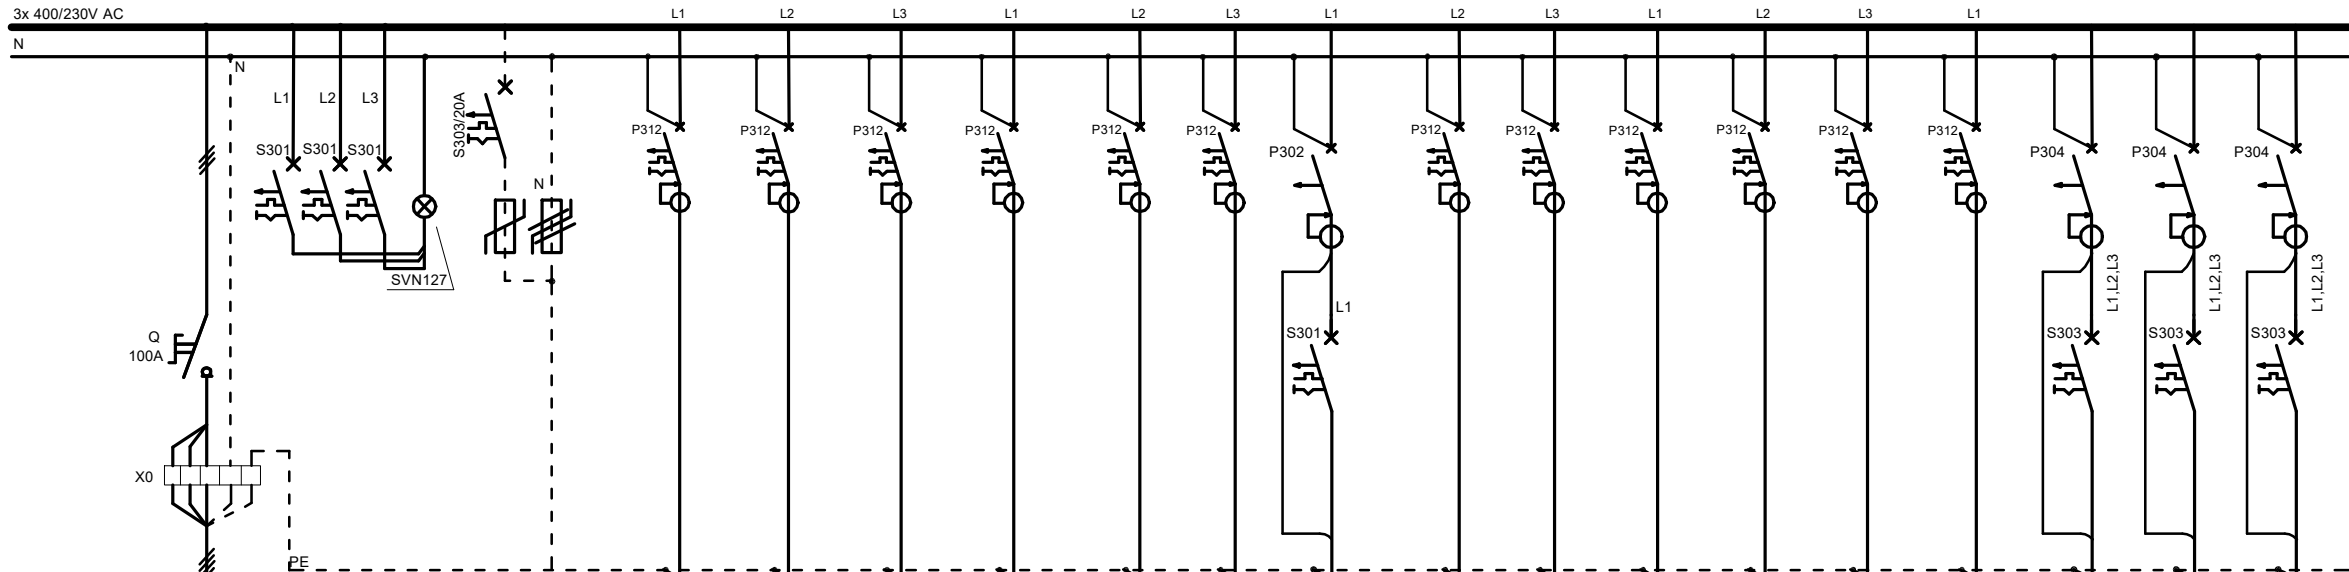 3x 400/230V AC
L1 L2 L3 L1 L2 L3 L1 L2 L3 L1 L2 L3 L1
N
N
L1 L2 L3
S303/20A
P312 P312 P312 P312 P312 P312 P312 P312 P312 P312 P312 P312
S301 S301 S301
P302 P304 P304 P304
N
SVN127
L1,L2,L3 L1,L2,L3 L1,L2,L3
L1
S301 S303 S303 S303
Q
100A
X0
PE